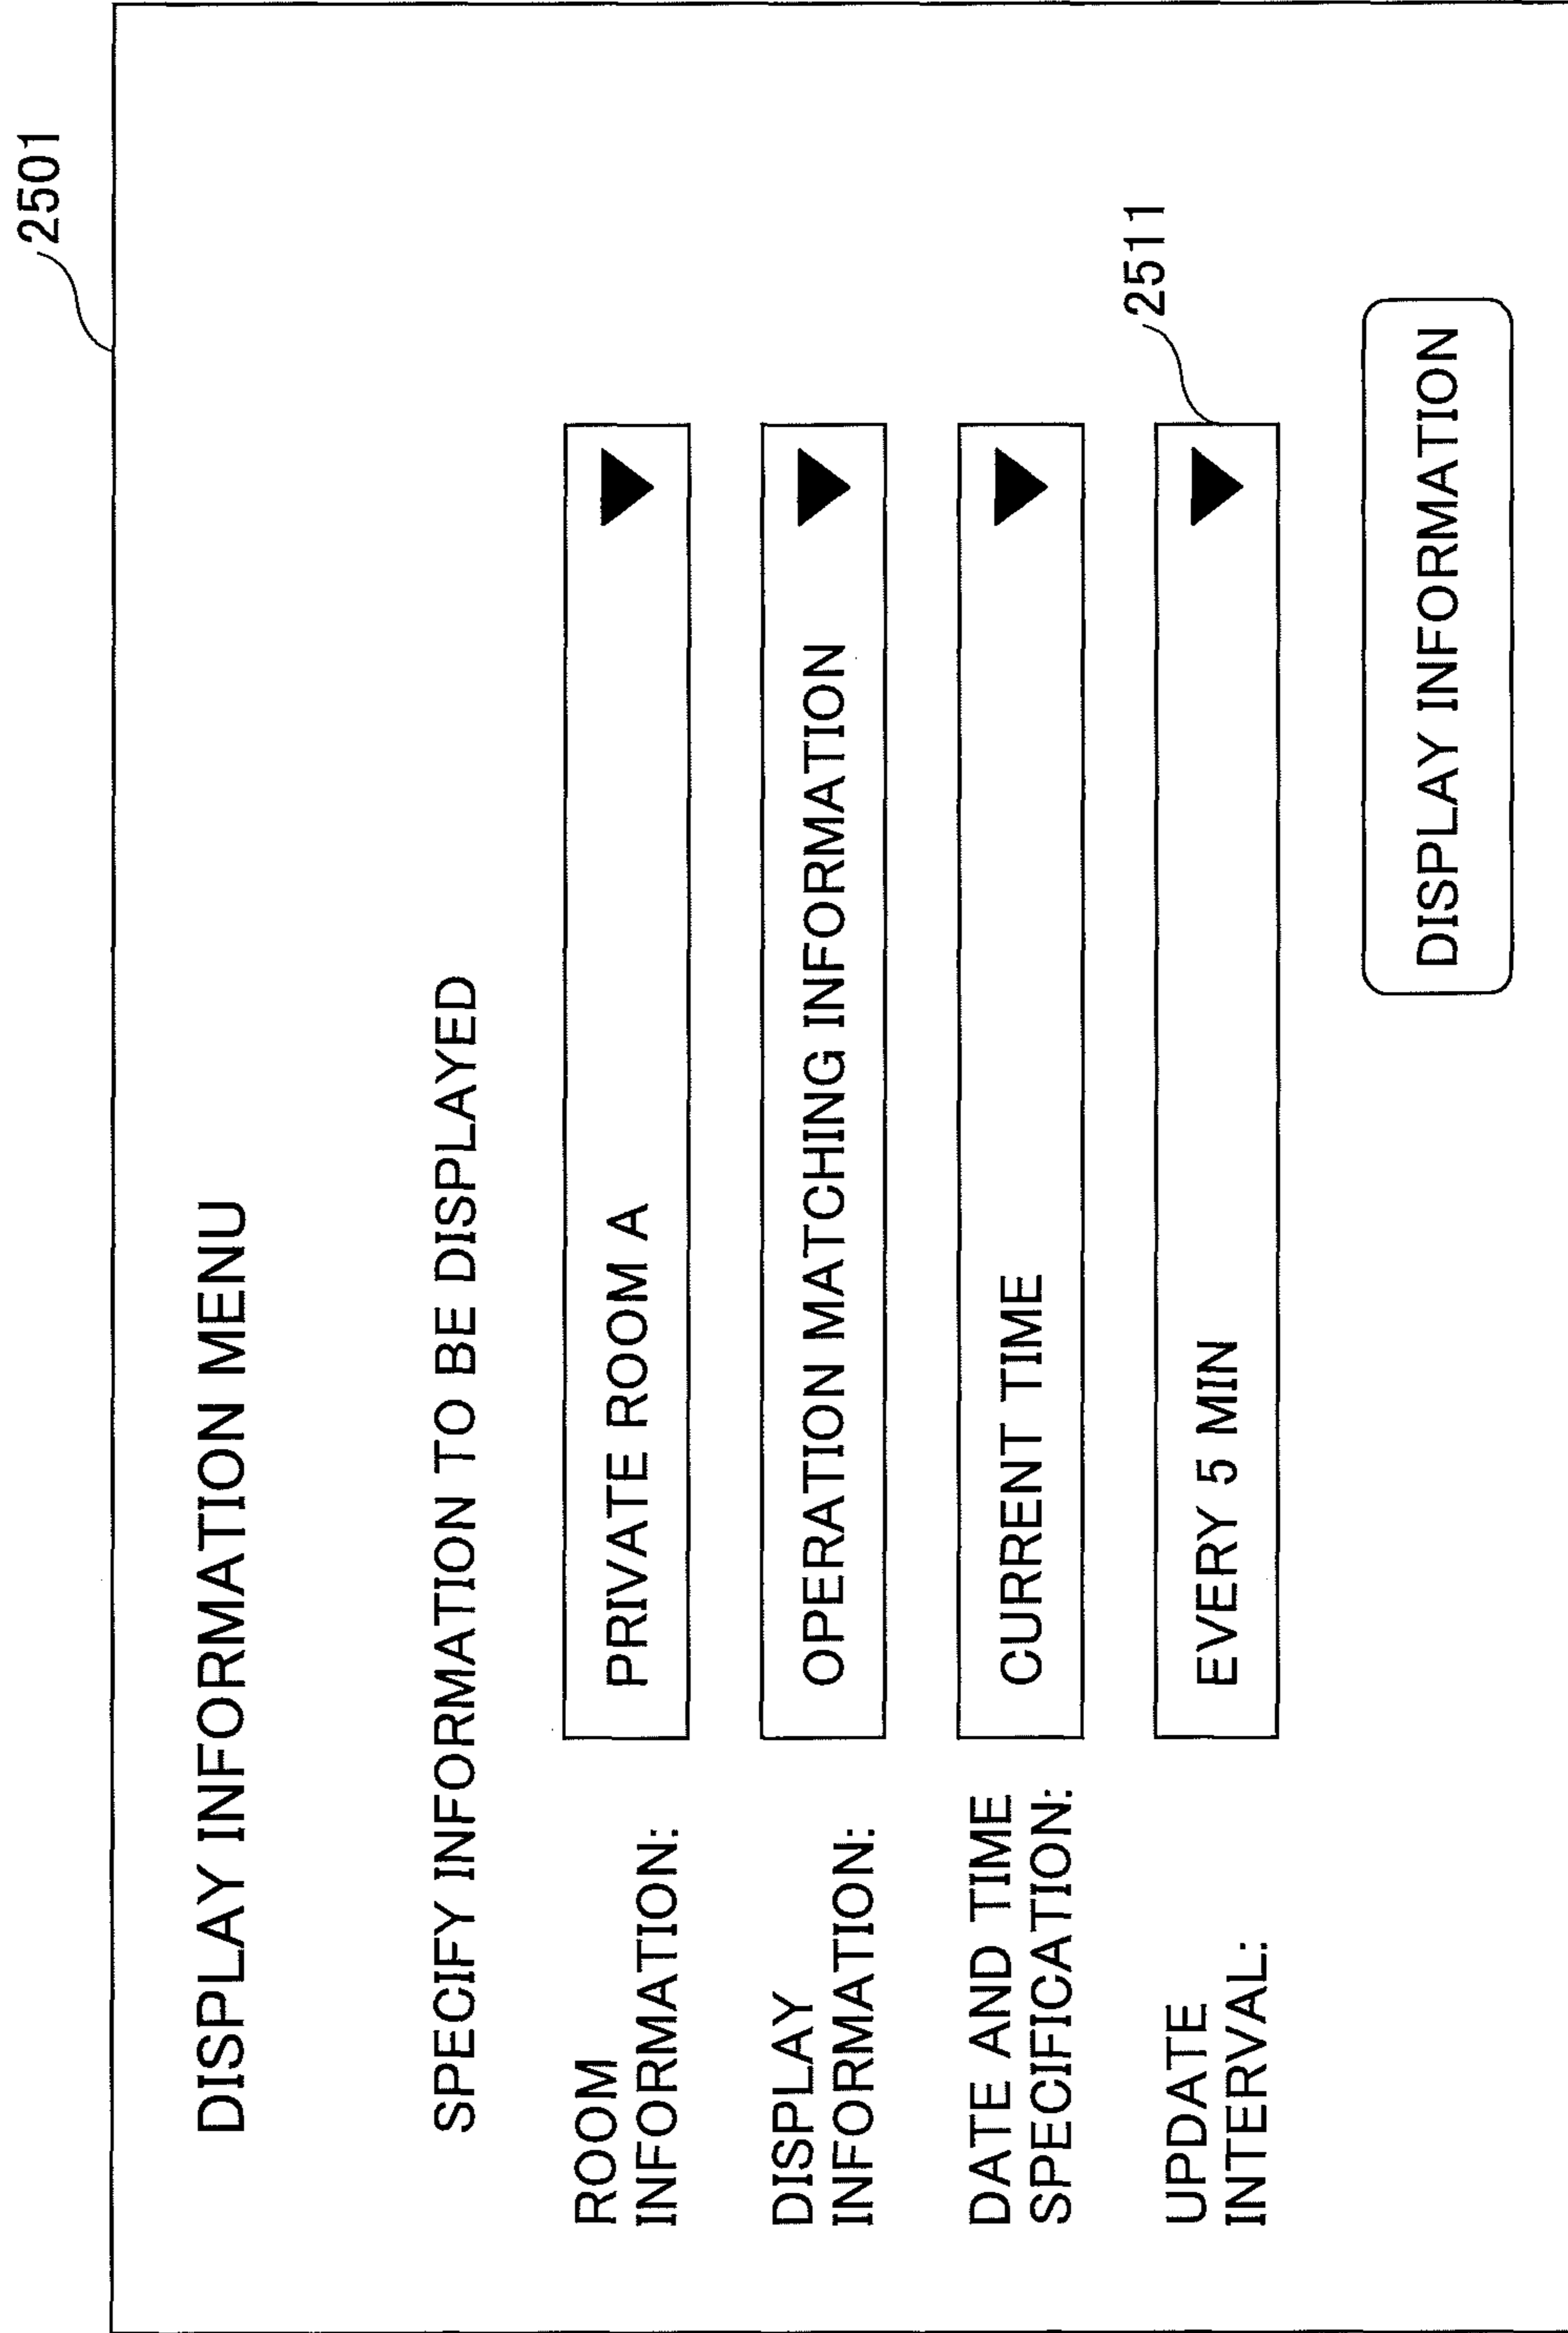 2501
DISPLAY INFORMATION MENU
SPECIFY INFORMATION TO BE DISPLAYED
ROOM
INFORMATION:
PRIVATE ROOM A
DISPLAY
INFORMATION:
OPERATION MATCHING INFORMATION
DATE AND TIME
SPECIFICATION:
CURRENT TIME
2511
UPDATE
INTERVAL:
EVERY 5 MIN
DISPLAY INFORMATION